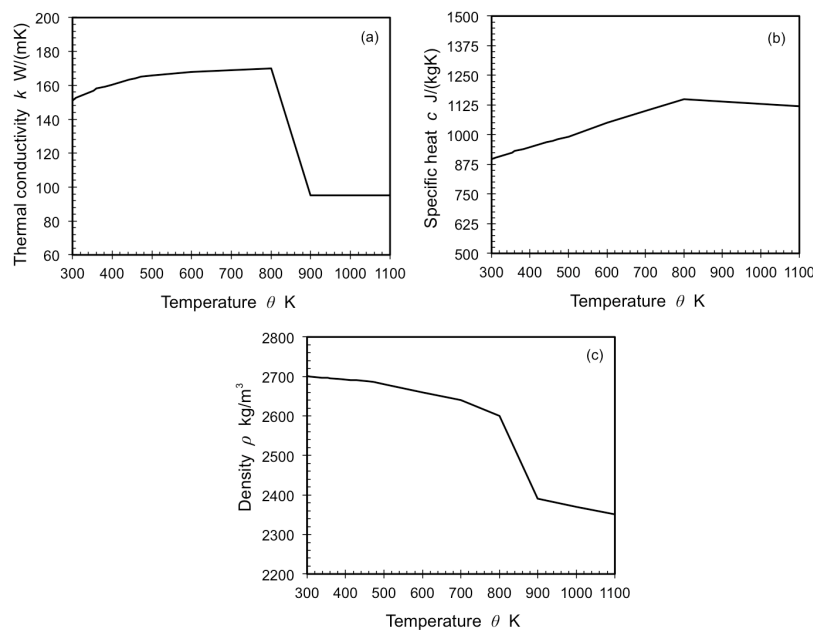 (a)
Thermal conductivity k W/(mK)
200
180
160
140
120
100
80
60
300 400 500 600 700 800 900 1000 1100
Temperature θ K
(b)
Specific heat c J/(kgK)
1500
1375
1250
1125
1000
875
750
625
500
300 400 500 600 700 800 900 1000 1100
Temperature θ K
(c)
Density ρ kg/m³
2800
2700
2600
2500
2400
2300
2200
300 400 500 600 700 800 900 1000 1100
Temperature θ K